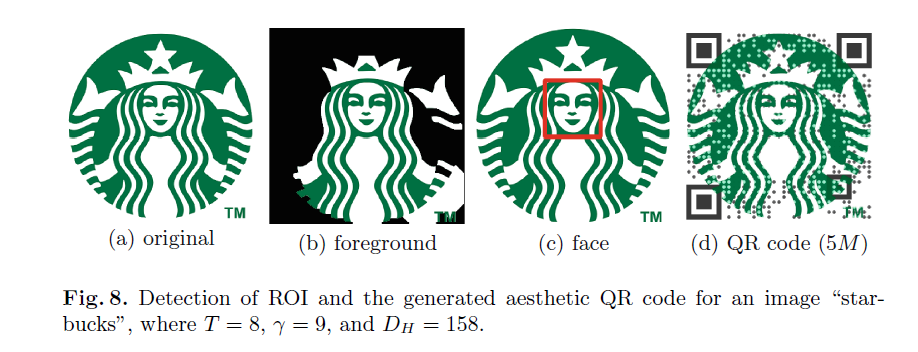 TM TM TM TM
(a) original (b) foreground (c) face (d) QR code (5M)
Fig. 8. Detection of ROI and the generated aesthetic QR code for an image “star-
bucks”, where T = 8, γ = 9, and D_H = 158.